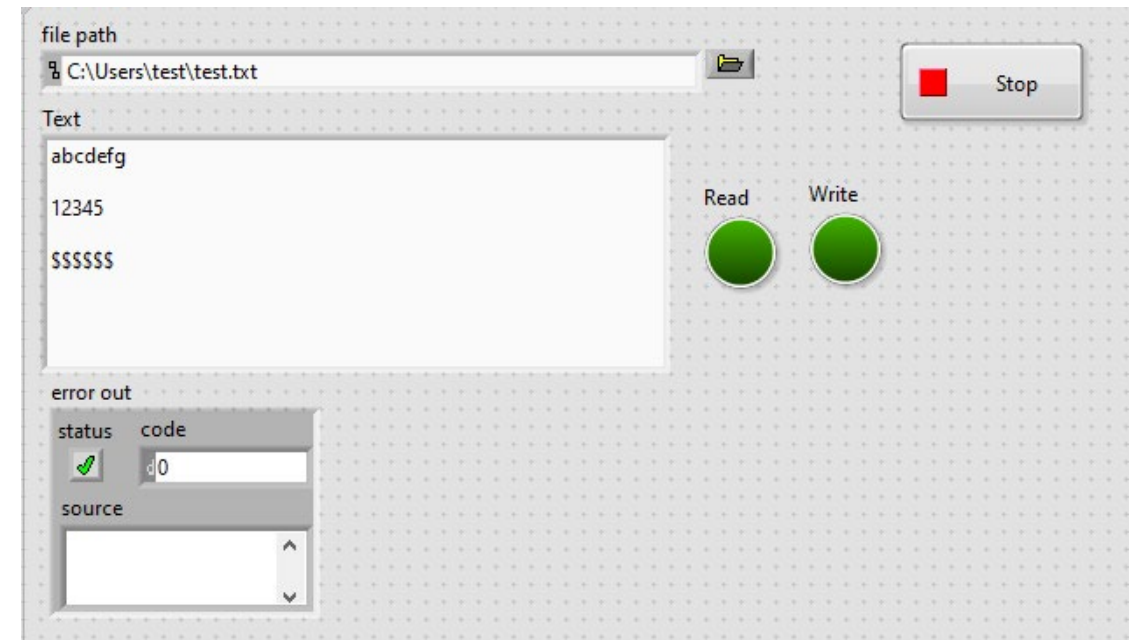 file path
C:\Users\test\test.txt
Stop
Text
abcdefg
12345
$$$$$$
Read
Write
error out
status
code
d 0
source